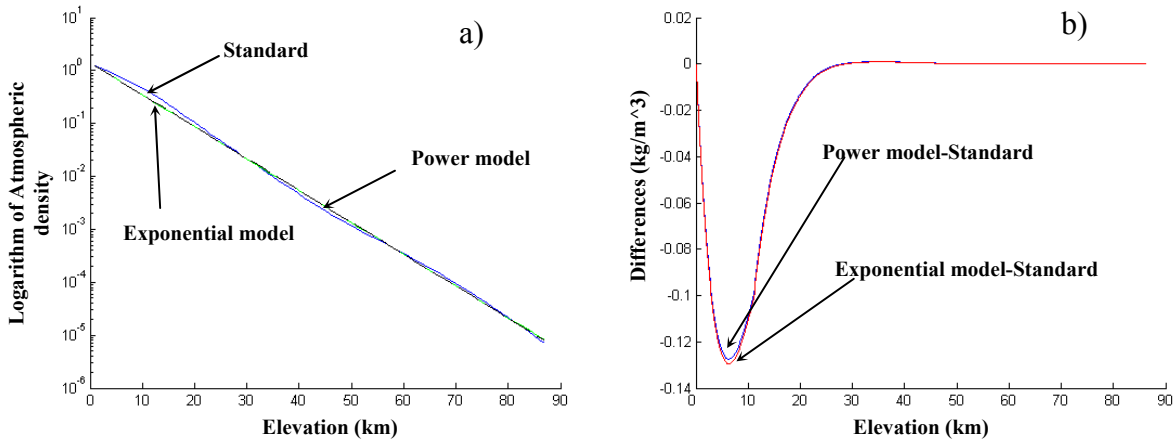 a)
10^1
10^0
10^-1
10^-2
10^-3
10^-4
10^-5
10^-6
Logarithm of Atmospheric
density
Standard
Power model
Exponential model
0 10 20 30 40 50 60 70 80 90
Elevation (km)
b)
0
-0.02
-0.04
-0.06
-0.08
-0.1
-0.12
-0.14
Differences (kg/m^3)
Power model-Standard
Exponential model-Standard
0 10 20 30 40 50 60 70 80 90
Elevation (km)